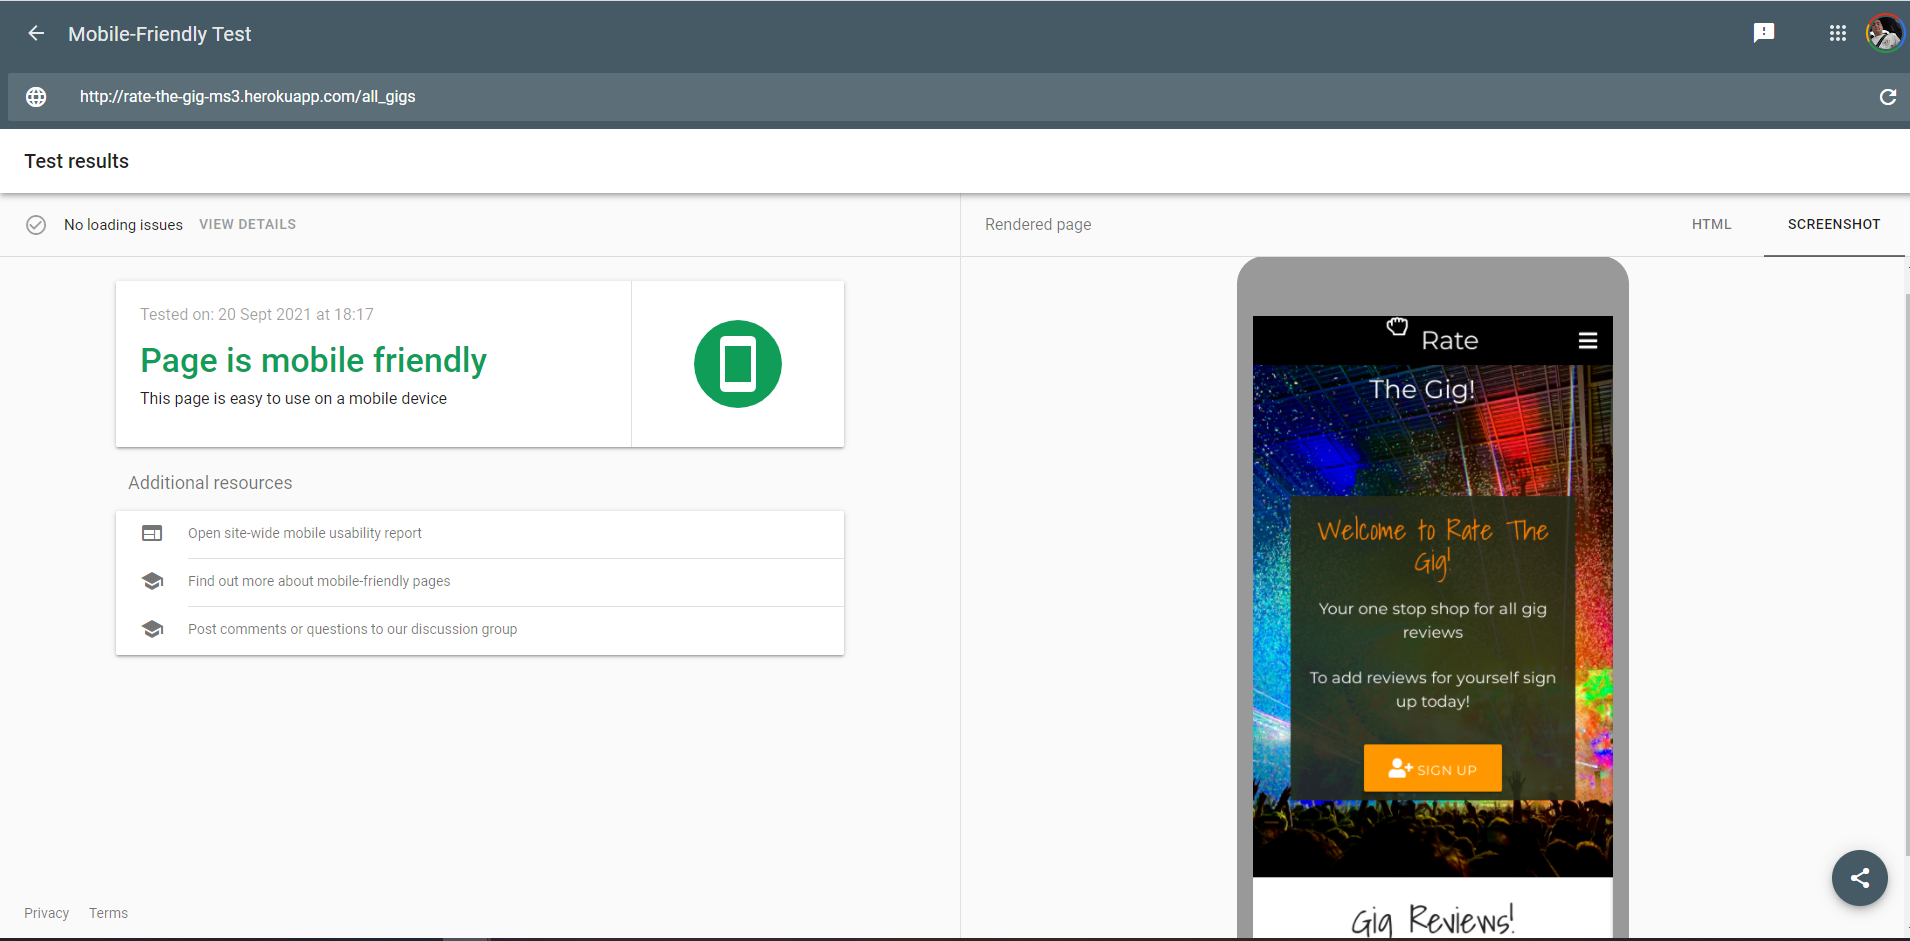 Mobile-Friendly Test
http://rate-the-gig-ms3.herokuapp.com/all_gigs
Test results
No loading issues VIEW DETAILS
Rendered page
HTML
SCREENSHOT
Tested on: 20 Sept 2021 at 18:17
Page is mobile friendly
This page is easy to use on a mobile device
Additional resources
Open site-wide mobile usability report
Find out more about mobile-friendly pages
Post comments or questions to our discussion group
Privacy Terms
Rate
The Gig!
Welcome to Rate The
Gig!
Your one stop shop for all gig
reviews
To add reviews for yourself sign
up today!
SIGN UP
Gig Reviews!